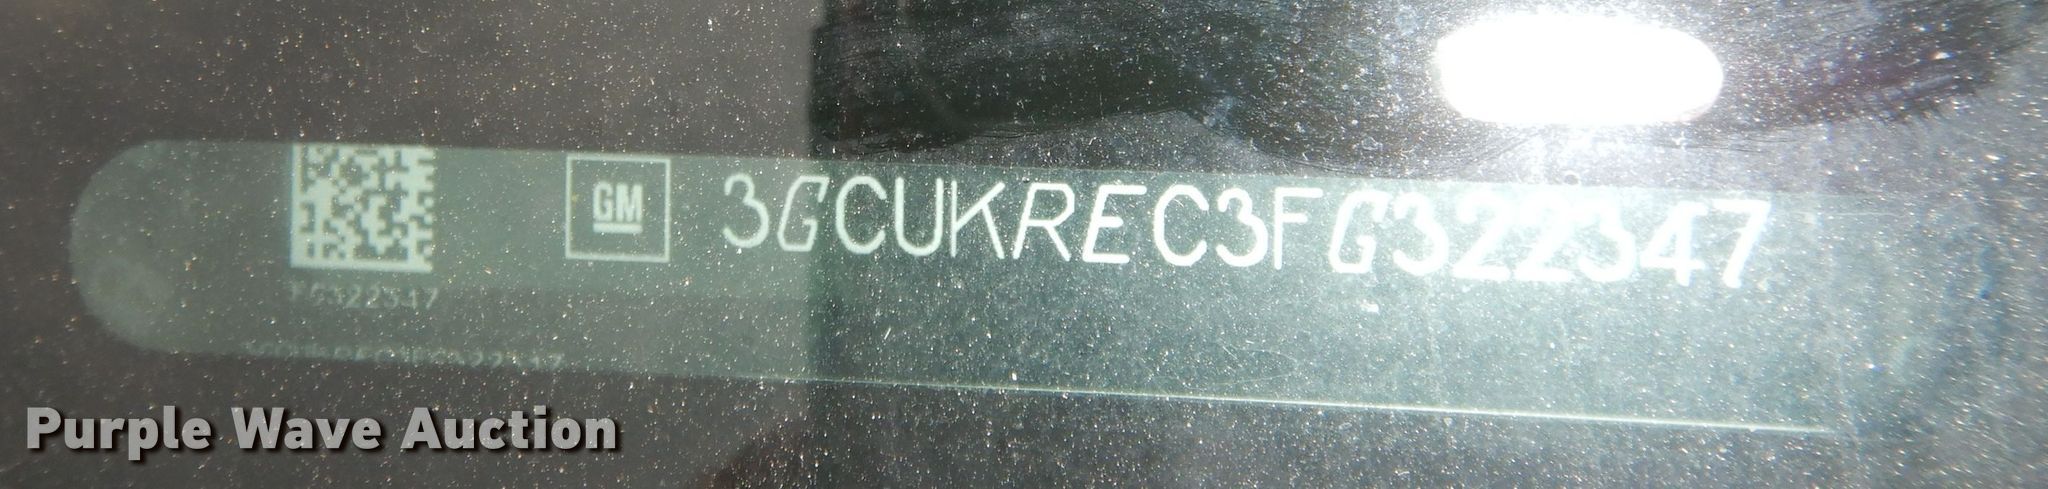 GM 3GCUKREC3FG322347
FG322347
Purple Wave Auction